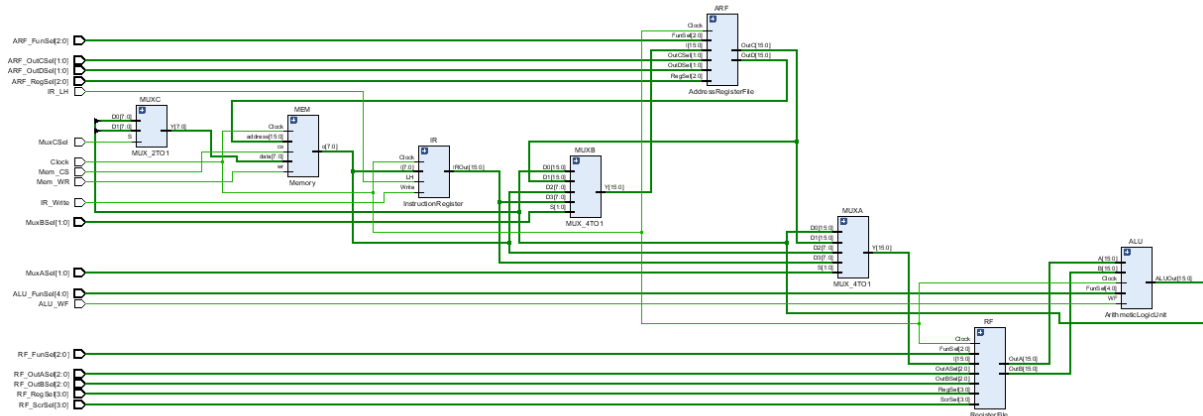 ARF_FunSel[2:0]
ARF_OutCSel[1:0]
ARF_OutDSel[1:0]
ARF_RegSel[2:0]
IR_LH
MuxCSel
Clock
Mem_CS
Mem_WR
IR_Write
MuxBSel[1:0]
MuxASel[1:0]
ALU_FunSel[4:0]
ALU_WF
RF_FunSel[2:0]
RF_OutASel[2:0]
RF_OutBSel[2:0]
RF_RegSel[3:0]
RF_ScrSel[3:0]
MUXC
D0[7:0]
D1[7:0]
S
Y[7:0]
MUX_2TO1
MEM
Clock
address[15:0]
cs
data[7:0]
wr
o[7:0]
Memory
IR
Clock
I[7:0]
LH
Write
IROut[15:0]
InstructionRegister
MUXB
D0[15:0]
D1[15:0]
D2[7:0]
D3[7:0]
S[1:0]
Y[15:0]
MUX_4TO1
ARF
Clock
FunSel[2:0]
I[15:0]
OutCSel[1:0]
OutDSel[1:0]
RegSel[2:0]
OutC[15:0]
OutD[15:0]
AddressRegisterFile
MUXA
D0[15:0]
D1[15:0]
D2[7:0]
D3[7:0]
S[1:0]
Y[15:0]
MUX_4TO1
RF
Clock
FunSel[2:0]
I[15:0]
OutASel[2:0]
OutBSel[2:0]
RegSel[3:0]
ScrSel[3:0]
OutA[15:0]
OutB[15:0]
RegisterFile
ALU
A[15:0]
B[15:0]
Clock
FunSel[4:0]
WF
ALUOut[15:0]
ArithmeticLogicUnit